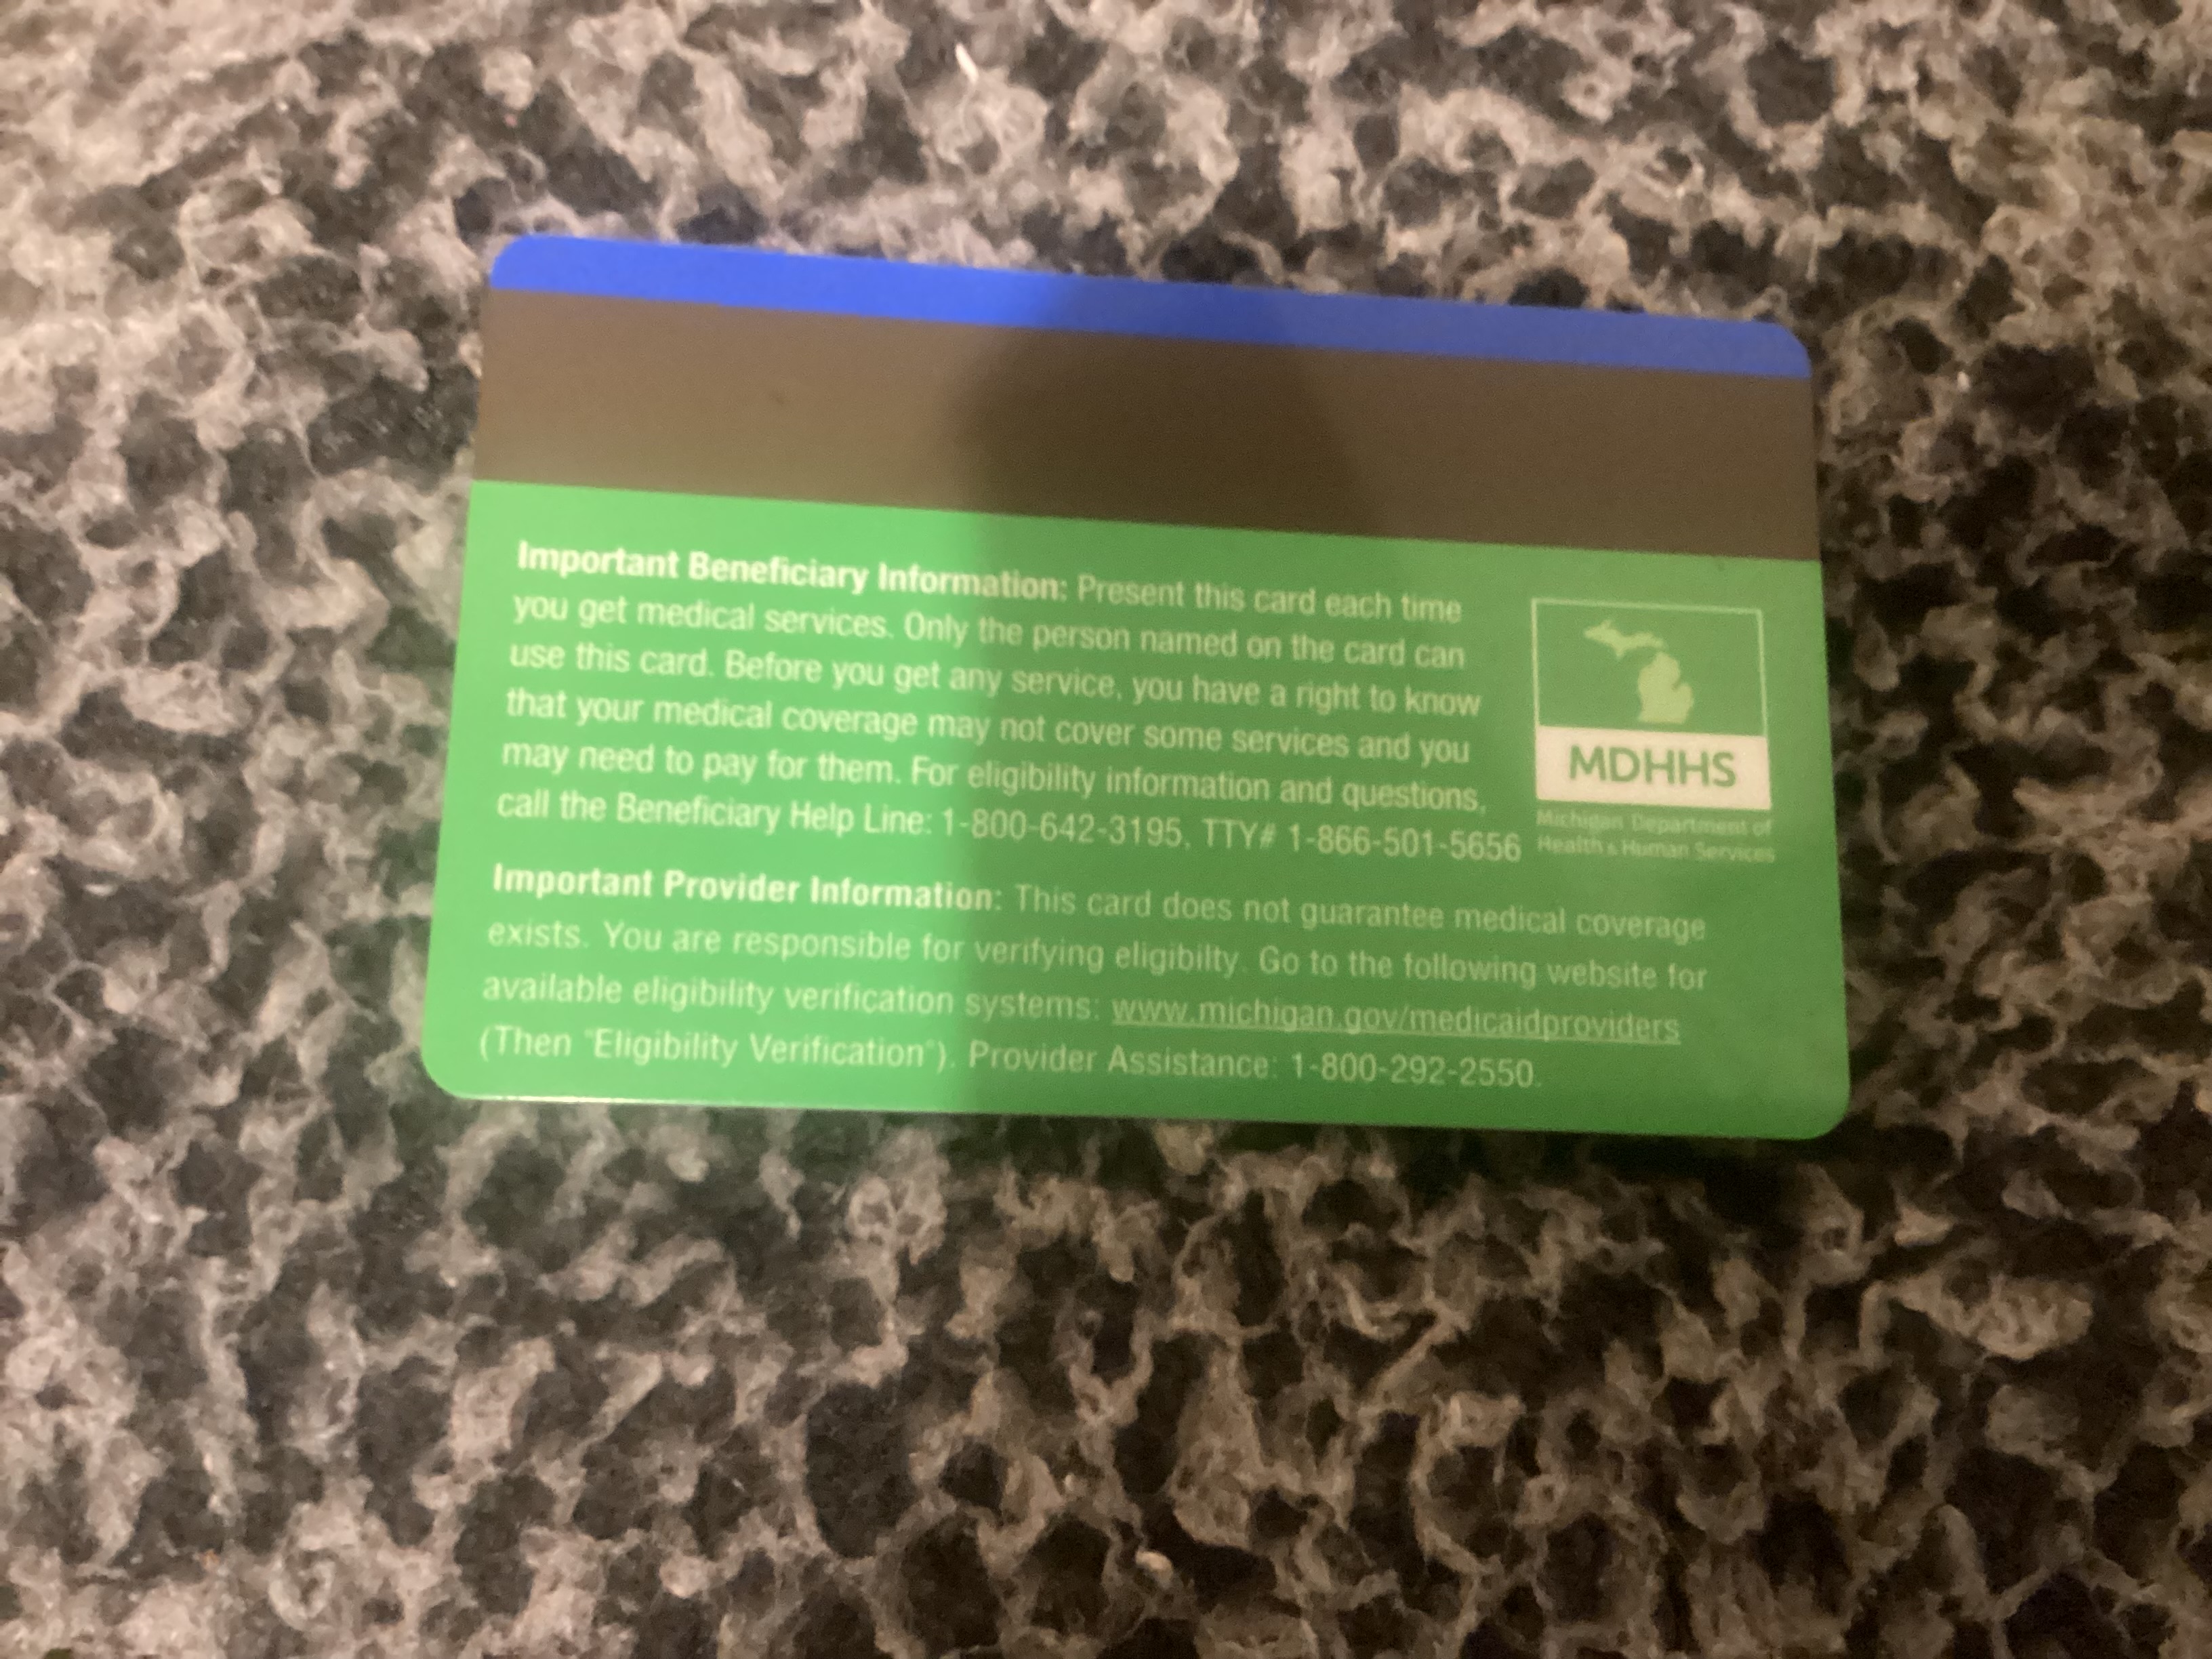 Important Beneficiary Information: Present this card each time
you get medical services. Only the person named on the card can
use this card. Before you get any service, you have a right to know
that your medical coverage may not cover some services and you
may need to pay for them. For eligibility information and questions,
call the Beneficiary Help Line: 1-800-642-3195, TTY# 1-866-501-5656
MDHHS
Michigan Department of
Health & Human Services
Important Provider Information: This card does not guarantee medical coverage
exists. You are responsible for verifying eligibilty. Go to the following website for
available eligibility verification systems: www.michigan.gov/medicaidproviders
(Then "Eligibility Verification"). Provider Assistance: 1-800-292-2550.